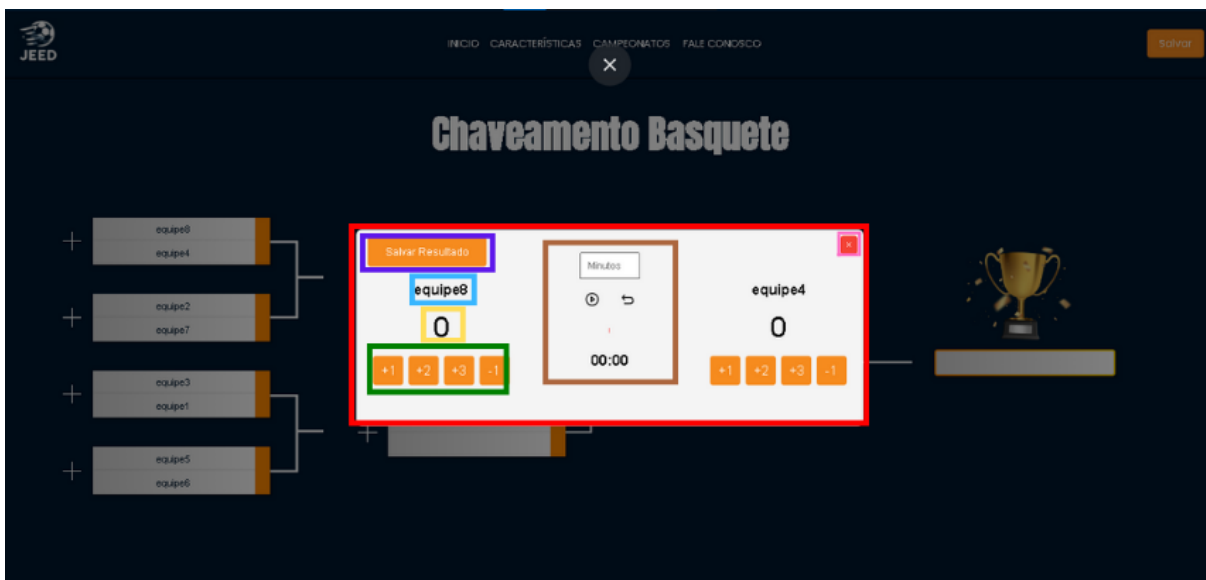 JEED
INICIO CARACTERÍSTICAS CAMPEONATOS FALE CONOSCO
Salvar
Chaveamento Basquete
equipe8
equipe4
equipe2
equipe7
equipe3
equipe1
equipe5
equipe6
Salvar Resultado
equipe8
0
+1 +2 +3 -1
Minutos
00:00
equipe4
0
+1 +2 +3 -1